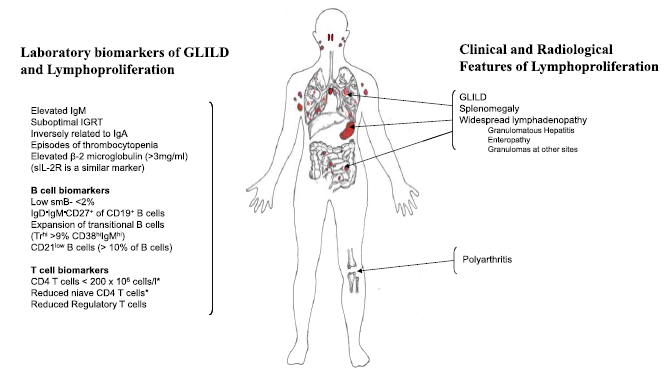 Laboratory biomarkers of GLILD
and Lymphoproliferation
Elevated IgM
Suboptimal IGRT
Inversely related to IgA
Episodes of thrombocytopenia
Elevated β-2 microglobulin (>3mg/ml)
(sIL-2R is a similar marker)
B cell biomarkers
Low smB- <2%
IgD⁻IgM⁻CD27⁺ of CD19⁺ B cells
Expansion of transitional B cells
(Trʰⁱ >9% CD38ʰⁱIgMʰⁱ)
CD21ˡᵒʷ B cells (> 10% of B cells)
T cell biomarkers
CD4 T cells < 200 x 10⁶ cells/l*
Reduced niave CD4 T cells*
Reduced Regulatory T cells
Clinical and Radiological
Features of Lymphoproliferation
GLILD
Splenomegaly
Widespread lymphadenopathy
Granulomatous Hepatitis
Enteropathy
Granulomas at other sites
Polyarthritis